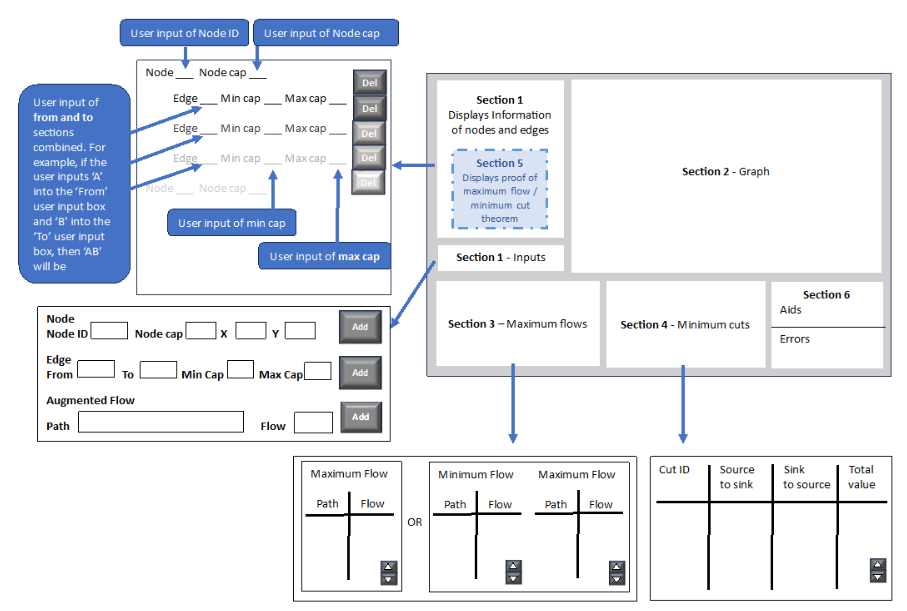 User input of Node ID
User input of Node cap
Node ___ Node cap ___
Del
Edge ___ Min cap ___ Max cap ___
Del
Edge ___ Min cap ___ Max cap ___
Del
Edge ___ Min cap ___ Max cap ___
Del
Node ___ Node cap ___
Del
User input of
from and to
sections
combined. For
example, if the
user inputs ‘A’
into the ‘From’
user input box
and ‘B’ into the
‘To’ user input
box, then ‘AB’
will be
User input of min cap
User input of max cap
Section 1
Displays Information
of nodes and edges
Section 5
Displays proof of
maximum flow /
minimum cut
theorem
Section 2 - Graph
Section 1 - Inputs
Section 3 – Maximum flows
Section 4 - Minimum cuts
Section 6
Aids
Errors
Node
Node ID
Node cap
X
Y
Add
Edge
From
To
Min Cap
Max Cap
Add
Augmented Flow
Path
Flow
Add
Maximum Flow
Path Flow
OR
Minimum Flow
Path Flow
Maximum Flow
Path Flow
Cut ID
Source
to sink
Sink
to source
Total
value